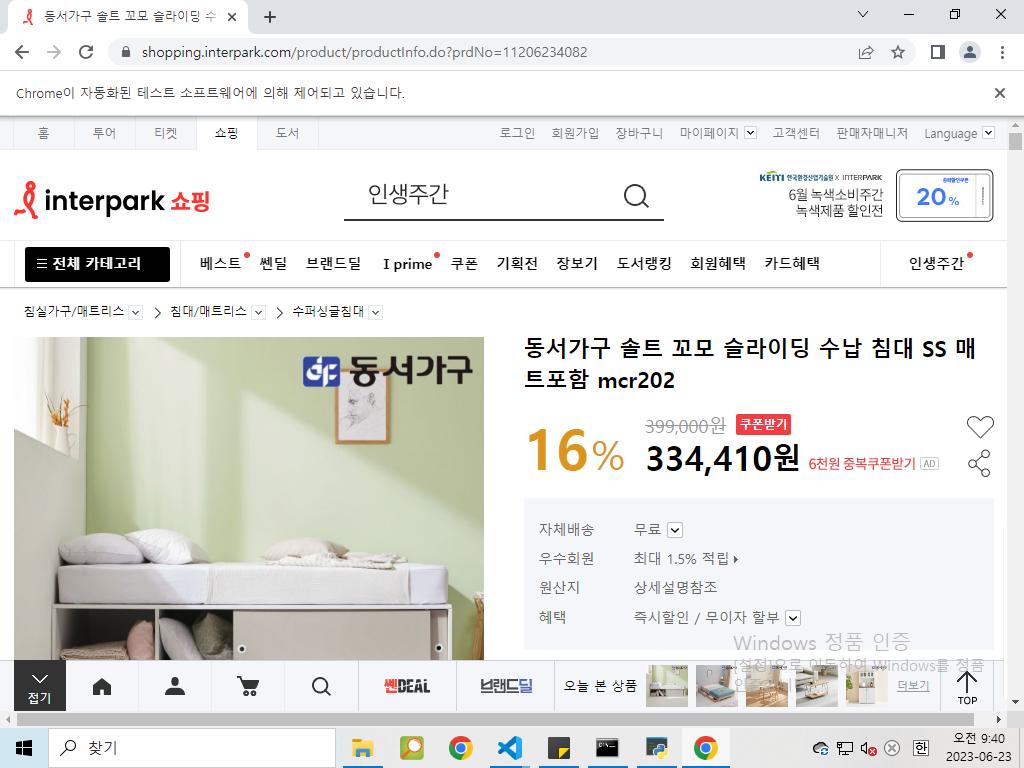 동서가구 솔트 꼬모 슬라이딩 수
shopping.interpark.com/product/productInfo.do?prdNo=11206234082
Chrome이 자동화된 테스트 소프트웨어에 의해 제어되고 있습니다.
홈 투어 티켓 쇼핑 도서 로그인 회원가입 장바구니 마이페이지 고객센터 판매자매니저 Language
interpark 쇼핑 인생주간
KEITI 한국환경산업기술원 X INTERPARK
6월 녹색소비주간
녹색제품 할인전
중복할인쿠폰
20%
전체 카테고리 베스트 쎈딜 브랜드딜 I prime 쿠폰 기획전 장보기 도서랭킹 회원혜택 카드혜택 인생주간
침실가구/매트리스 침대/매트리스 수퍼싱글침대
동서가구
동서가구 솔트 꼬모 슬라이딩 수납 침대 SS 매
트포함 mcr202
16% 399,000원 쿠폰받기
334,410원 6천원 중복쿠폰받기 AD
자체배송 무료
우수회원 최대 1.5% 적립
원산지 상세설명참조
혜택 즉시할인 / 무이자 할부
Windows 정품 인증
[설정]으로 이동하여 Windows를 정품
인증
접기 쎈DEAL 브랜드딜 오늘 본 상품 더보기 TOP
찾기
한
오전 9:40
2023-06-23